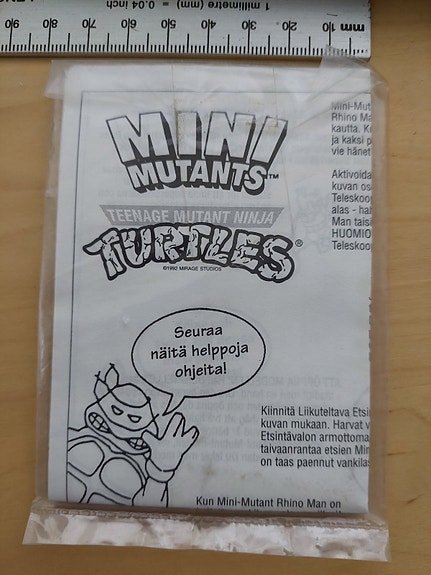 1 millimetre (mm) = 0.04 inch
mm 10 20 30 40 50 60 70 80 90
MINI
MUTANTS™
TEENAGE MUTANT NINJA
TURTLES®
©1992 MIRAGE STUDIOS
Mini-Mut
Rhino Ma
kautta. K
ja kaksi p
vie hänet
Aktivoida
kuvan os
Teleskoo
alas - ha
Man tais
HUOMIO
Teleskoo
Seuraa
näitä helppoja
ohjeita!
Kiinnitä Liikuteltava Etsi
kuvan mukaan. Harvat v
Etsintävalon armottoma
taivaanrantaa etsien Min
on taas paennut vankila
Kun Mini-Mutant Rhino Man on